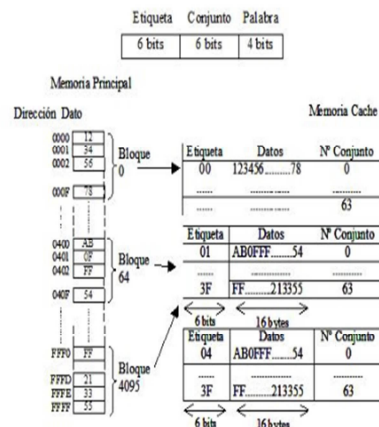 Etiqueta Conjunto Palabra
6 bits 6 bits 4 bits
Memoria Principal
Memoria Cache
Dirección Dato
0000 12
0001 34
0002 56
000F 78
Bloque
0
0400 AB
0401 0F
0402 FF
040F 54
Bloque
64
FFF0 FF
FFFD 21
FFFE 33
FFFF 55
Bloque
4095
Etiqueta Datos Nº Conjunto
00 123456..........78 0
...... ................. ......
63
Etiqueta Datos Nº Conjunto
01 AB0FFF.........54 0
...... ................. ......
3F FF...........213355 63
6 bits 16 bytes
Etiqueta Datos Nº Conjunto
04 AB0FFF.........54 0
...... ................. ......
3F FF...........213355 63
6 bits 16 bytes